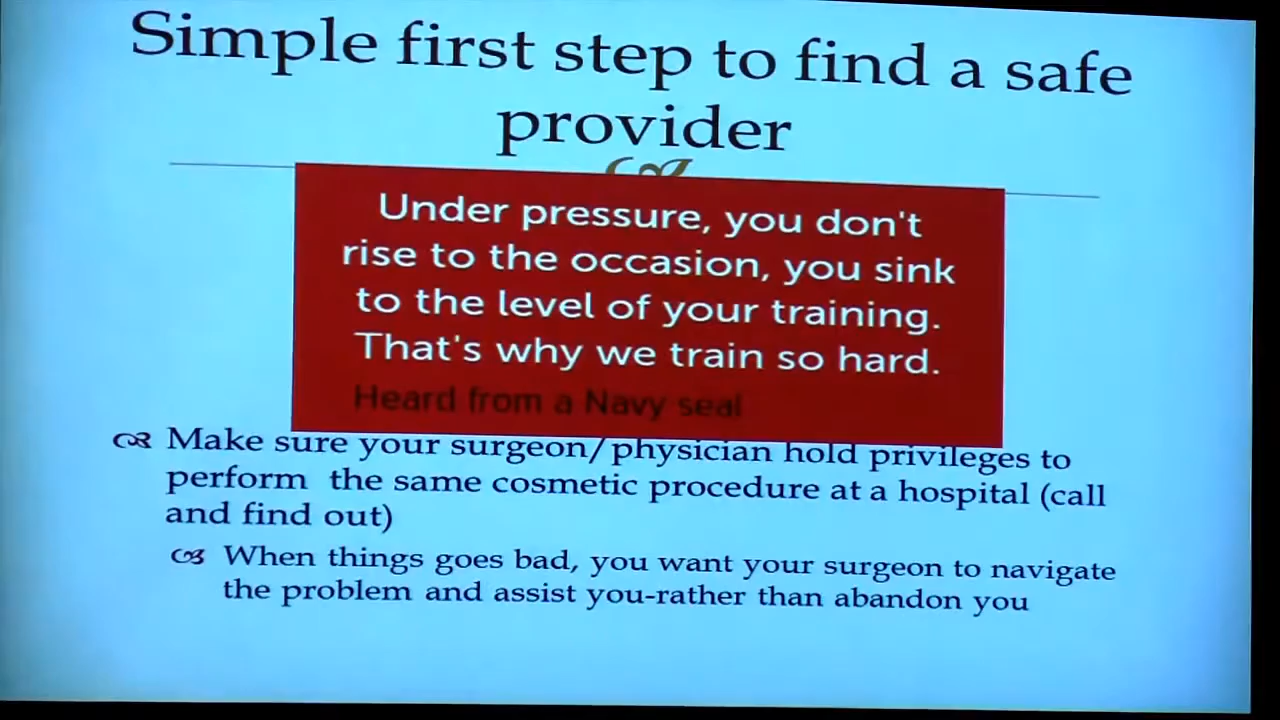 Simple first step to find a safe
provider
Under pressure, you don't
rise to the occasion, you sink
to the level of your training.
That's why we train so hard.
Heard from a Navy seal
Make sure your surgeon/physician hold privileges to
perform the same cosmetic procedure at a hospital (call
and find out)
When things goes bad, you want your surgeon to navigate
the problem and assist you-rather than abandon you